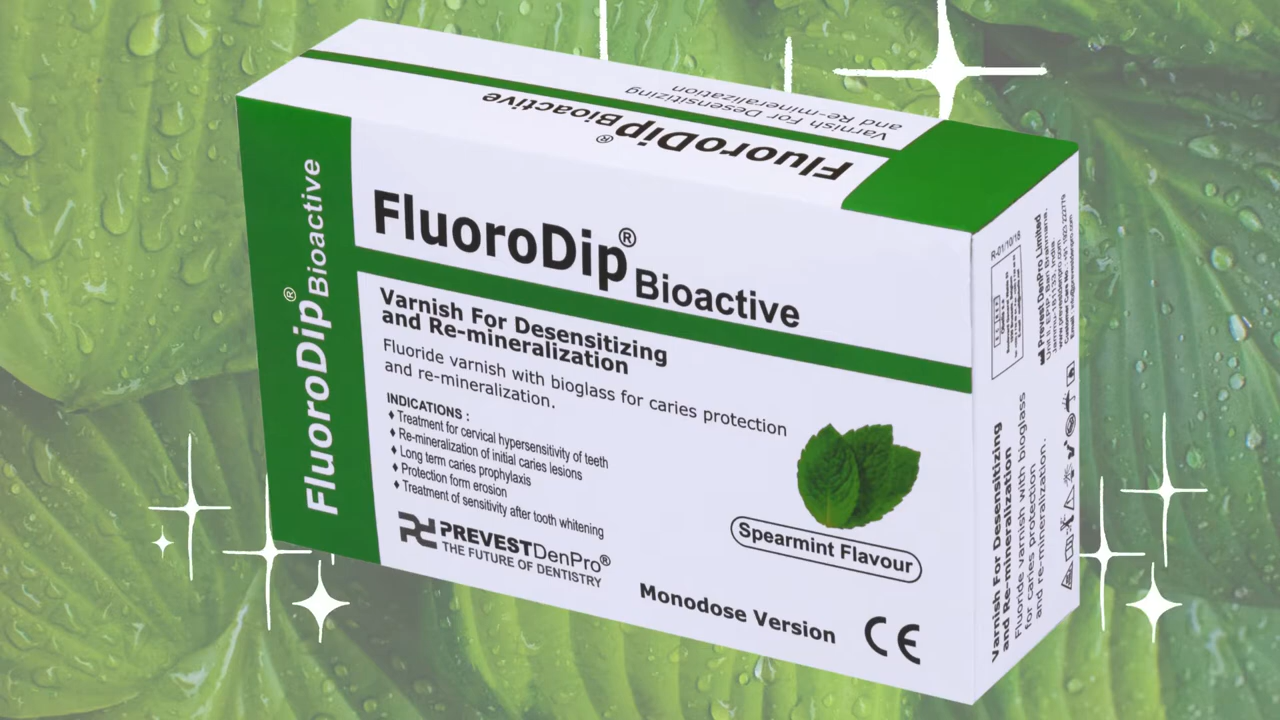 Varnish For Desensitizing
and Re-mineralization
FluoroDip® Bioactive
FluoroDip® Bioactive
FluoroDip® Bioactive
Varnish For Desensitizing
and Re-mineralization
Fluoride varnish with bioglass for caries protection
and re-mineralization.
INDICATIONS :
♦ Treatment for cervical hypersensitivity of teeth
♦ Re-mineralization of initial caries lesions
♦ Long term caries prophylaxis
♦ Protection form erosion
♦ Treatment of sensitivity after tooth whitening
PREVESTDenPro®
THE FUTURE OF DENTISTRY
Spearmint Flavour
Monodose Version
CE
R-01/10/18
Prevest DenPro Limited
Varnish For Desensitizing
and Re-mineralization
Fluoride varnish with bioglass
for caries protection
and re-mineralization.